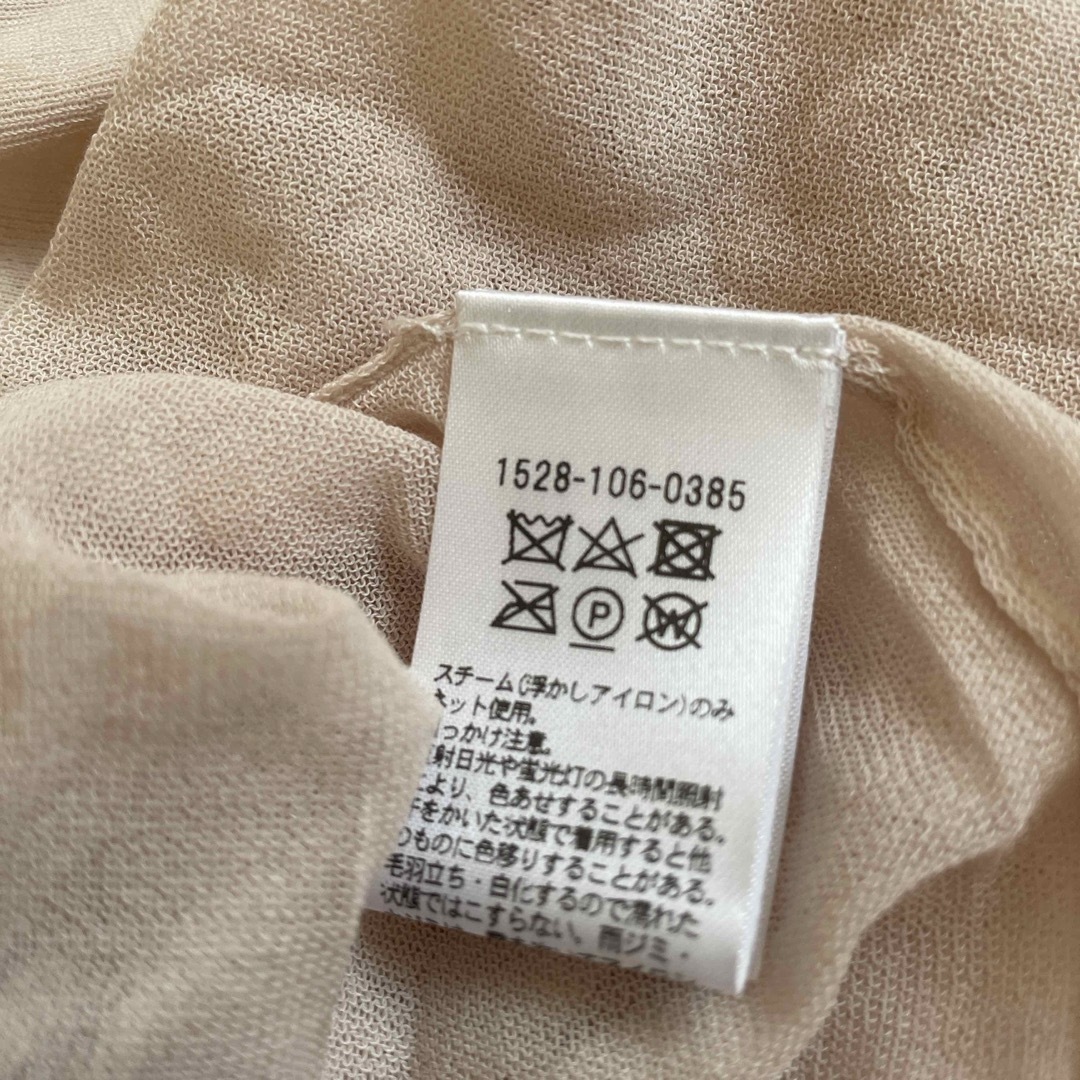 1528-106-0385
P
W
スチーム(浮かしアイロン)のみ
ネット使用。
っかけ注意。
射日光や蛍光灯の長時間照射
により、色あせすることがある。
をかいた状態で着用すると他
のものに色移りすることがある。
毛羽立ち・白化するので濡れた
状態ではこすらない。雨ジミ・